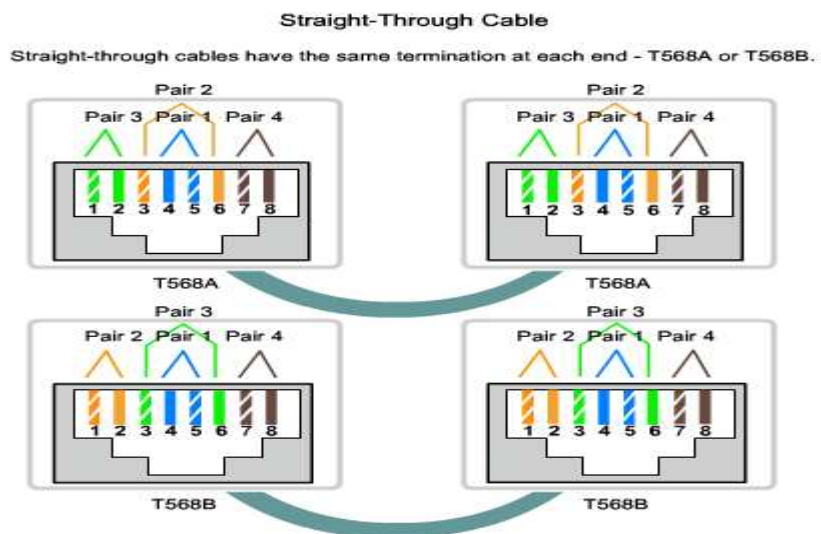 Straight-Through Cable
Straight-through cables have the same termination at each end - T568A or T568B.
Pair 2 Pair 2
Pair 3 Pair 1 Pair 4 Pair 3 Pair 1 Pair 4
1 2 3 4 5 6 7 8 1 2 3 4 5 6 7 8
T568A T568A
Pair 3 Pair 3
Pair 2 Pair 1 Pair 4 Pair 2 Pair 1 Pair 4
1 2 3 4 5 6 7 8 1 2 3 4 5 6 7 8
T568B T568B